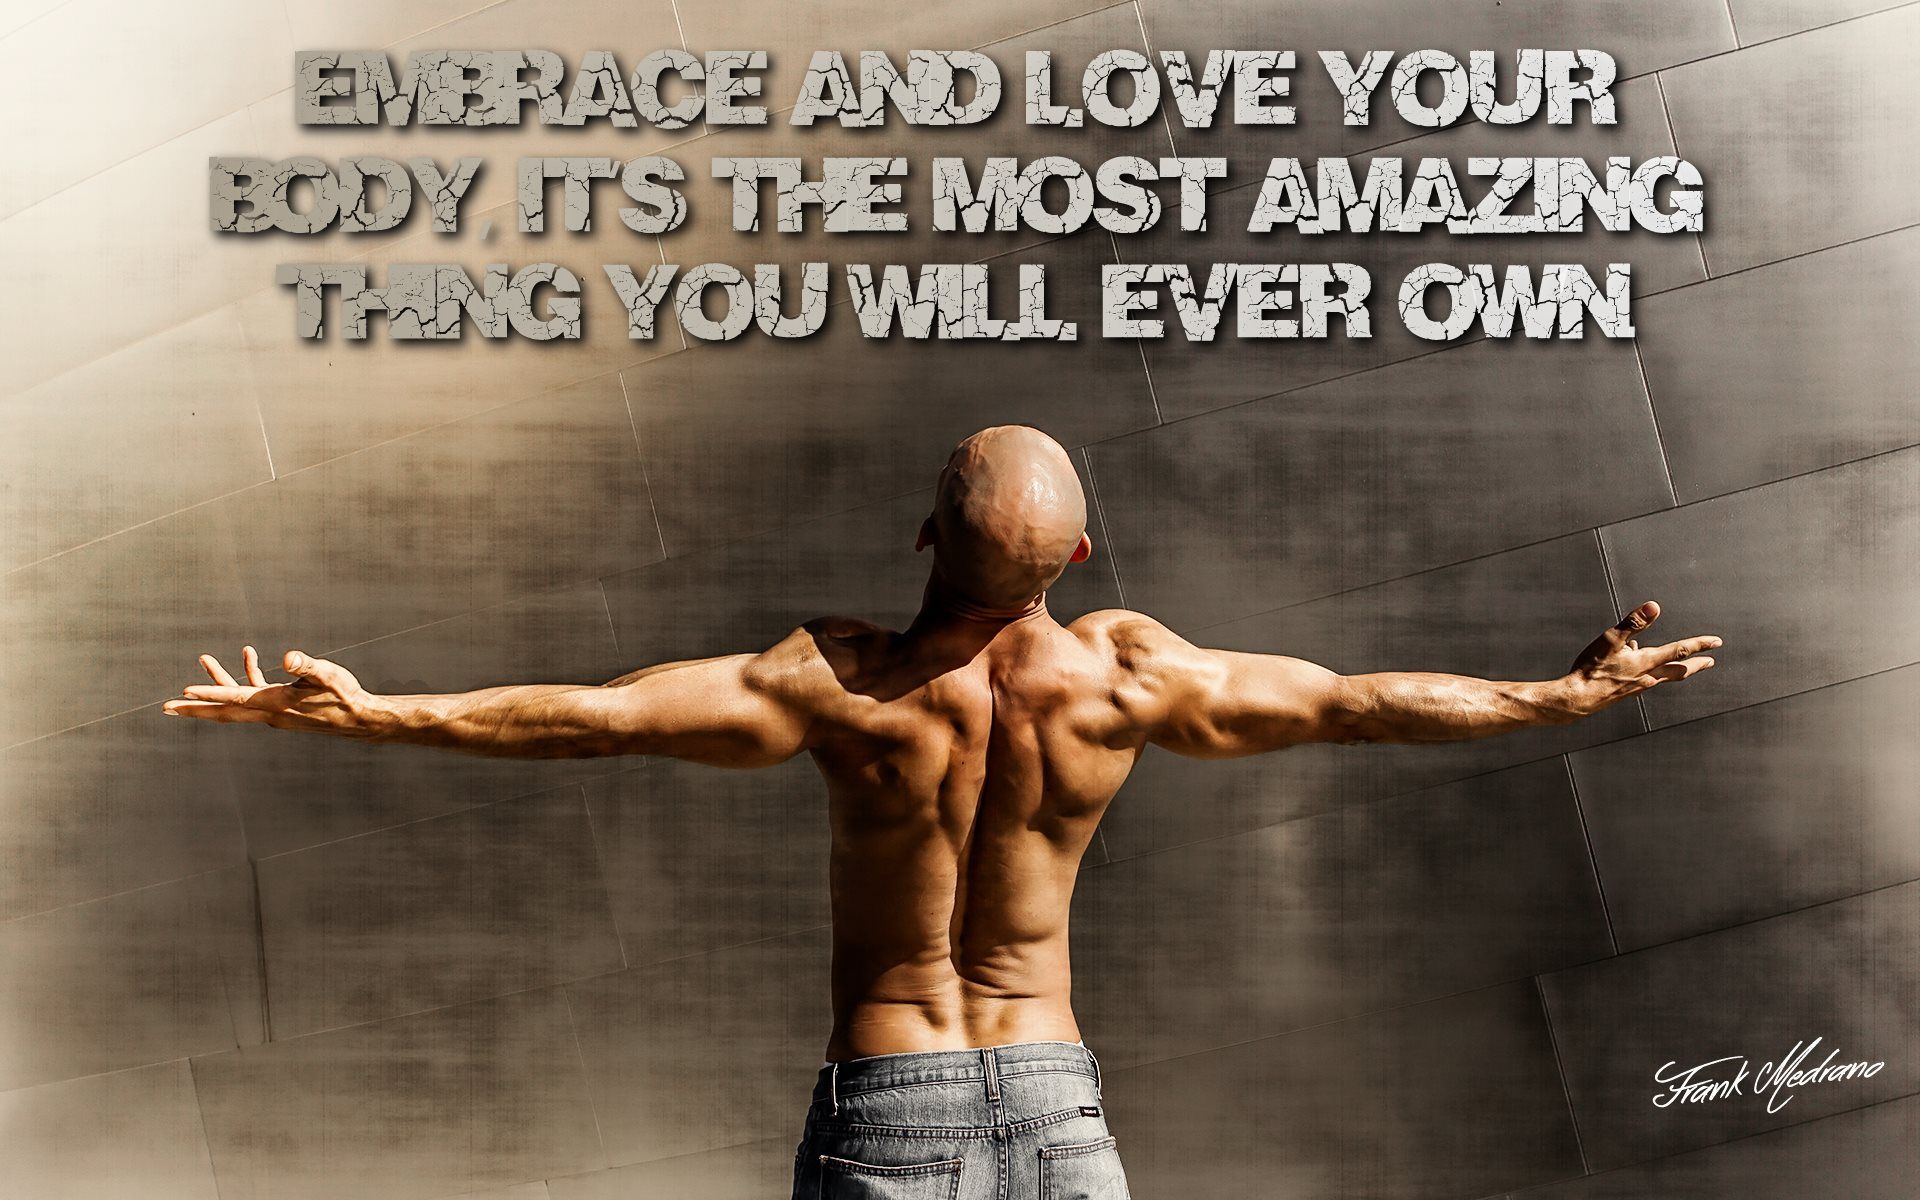 EMBRACE AND LOVE YOUR
BODY, IT'S THE MOST AMAZING
THING YOU WILL EVER OWN.
Frank Medrano